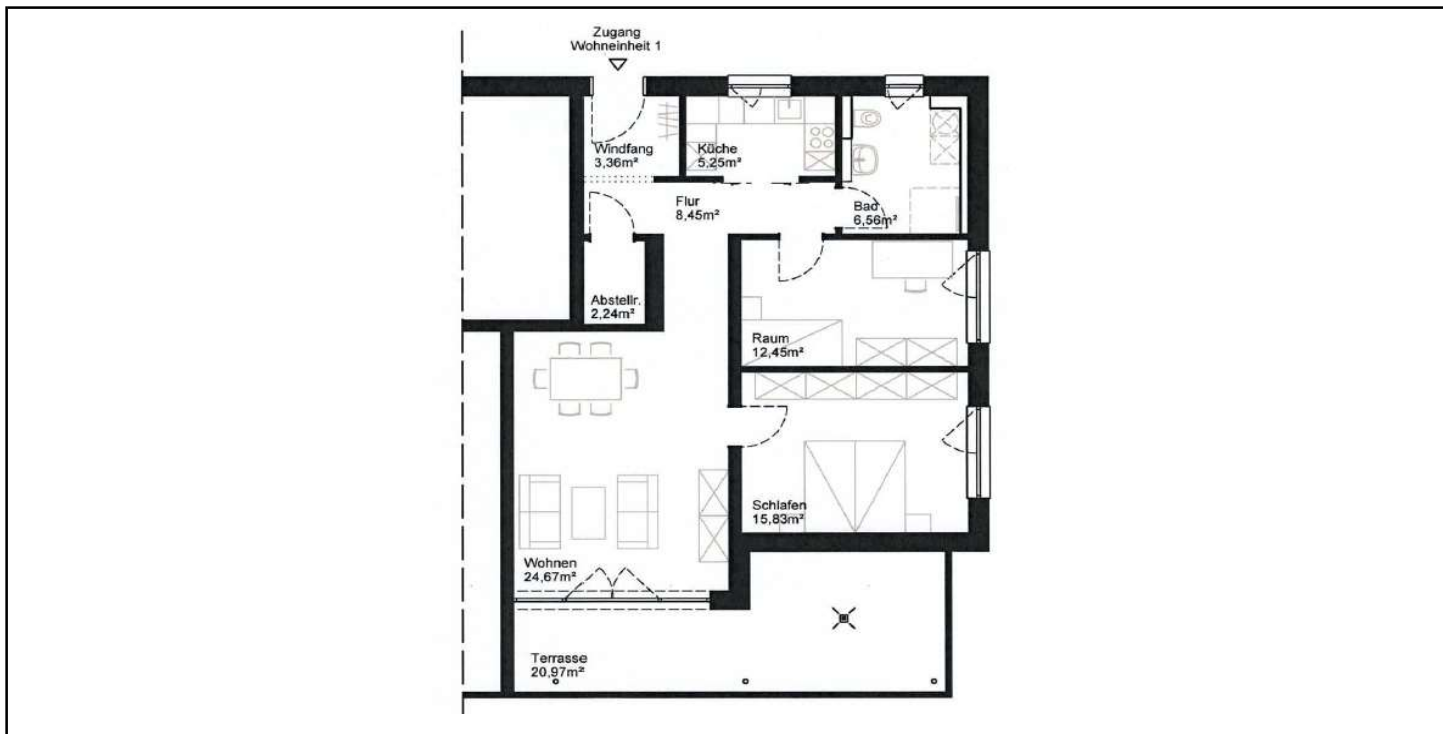 Zugang
Wohneinheit 1
Windfang
3,36m²
Küche
5,25m²
Flur
8,45m²
Bad
6,56m²
Abstellr.
2,24m²
Raum
12,45m²
Schlafen
15,83m²
Wohnen
24,67m²
Terrasse
20,97m²